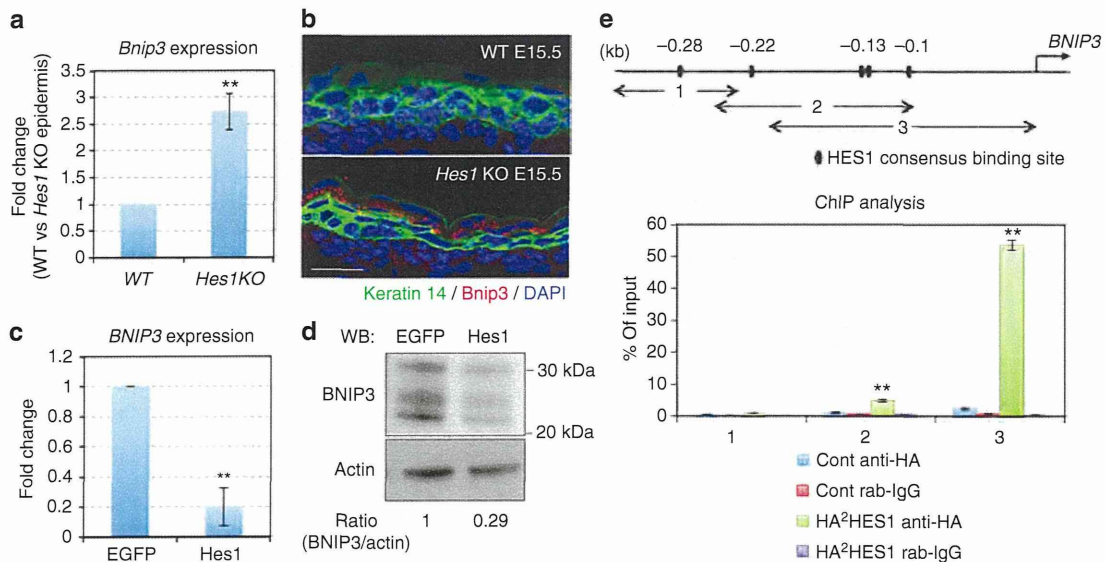 a
Bnip3 expression
3.5
**
3
2.5
2
1.5
1
0.5
0
Fold change
(WT vs Hes1 KO epidermis)
WT
Hes1KO
b
WT E15.5
Hes1 KO E15.5
Keratin 14 / Bnip3 / DAPI
c
BNIP3 expression
1.2
1
0.8
0.6
0.4
0.2
0
**
Fold change
EGFP
Hes1
d
WB:
EGFP
Hes1
BNIP3
30 kDa
20 kDa
Actin
Ratio
1
0.29
(BNIP3/actin)
e
(kb)
–0.28
–0.22
–0.13
–0.1
BNIP3
1
2
3
HES1 consensus binding site
ChIP analysis
60
50
40
30
20
10
0
% Of input
**
**
1
2
3
Cont anti-HA
Cont rab-IgG
HA²HES1 anti-HA
HA²HES1 rab-IgG